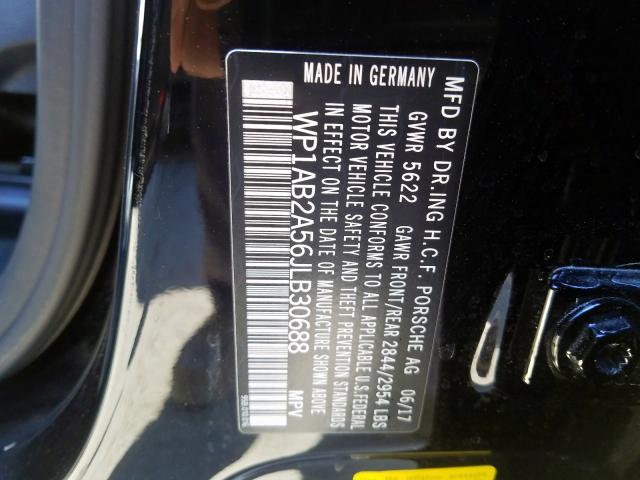 MFD BY DR.ING H.C.F. PORSCHE AG 06/17
GVWR 5622 GAWR FRONT/REAR 2844/2954 LBS
THIS VEHICLE CONFORMS TO ALL APPLICABLE U.S.FEDERAL
MOTOR VEHICLE SAFETY AND THEFT PREVENTION STANDARDS
IN EFFECT ON THE DATE OF MANUFACTURE SHOWN ABOVE
WP1AB2A56JLB30688 MPV
MADE IN GERMANY